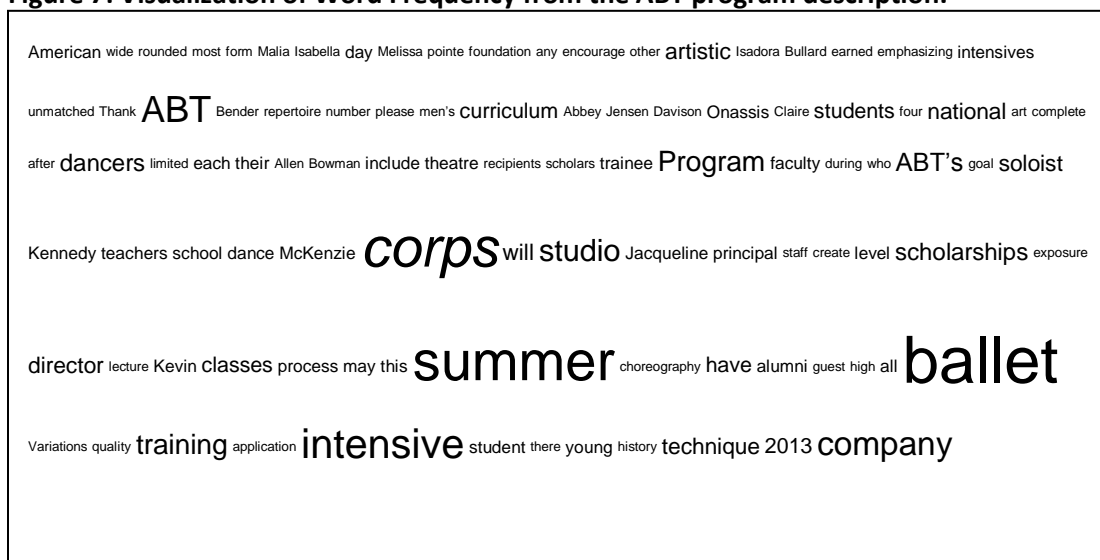 Figure 7: Visualization of Word Frequency from the ABT program description.
American wide rounded most form Malia Isabella day Melissa pointe foundation any encourage other artistic Isadora Bullard earned emphasizing intensives
unmatched Thank ABT Bender repertoire number please men's curriculum Abbey Jensen Davison Onassis Claire students four national art complete
after dancers limited each their Allen Bowman include theatre recipients scholars trainee Program faculty during who ABT's goal soloist
Kennedy teachers school dance McKenzie corps will studio Jacqueline principal staff create level scholarships exposure
director lecture Kevin classes process may this summer choreography have alumni guest high all ballet
Variations quality training application intensive student there young history technique 2013 company